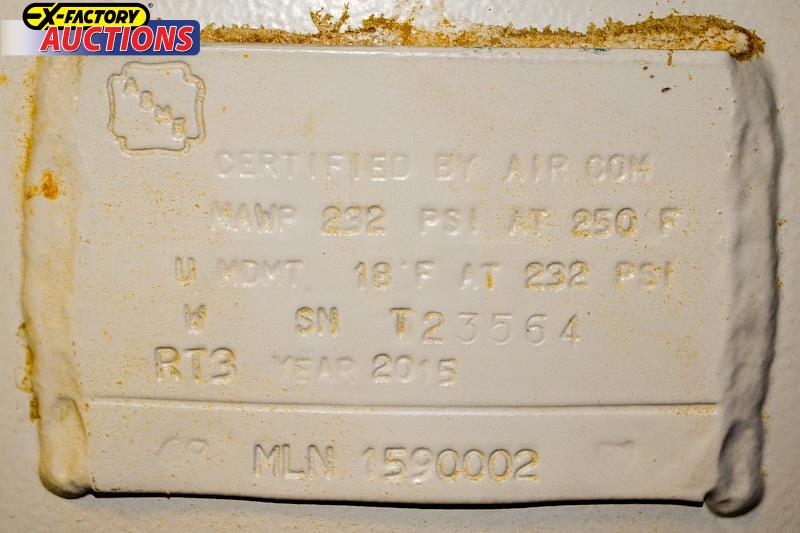 EX-FACTORY
AUCTIONS
ASME
CERTIFIED BY AIR COM
MAWP 232 PSI AT 250°F
U MDMT 18°F AT 232 PSI
W SN T23564
RT3 YEAR 2015
MLN 1590002